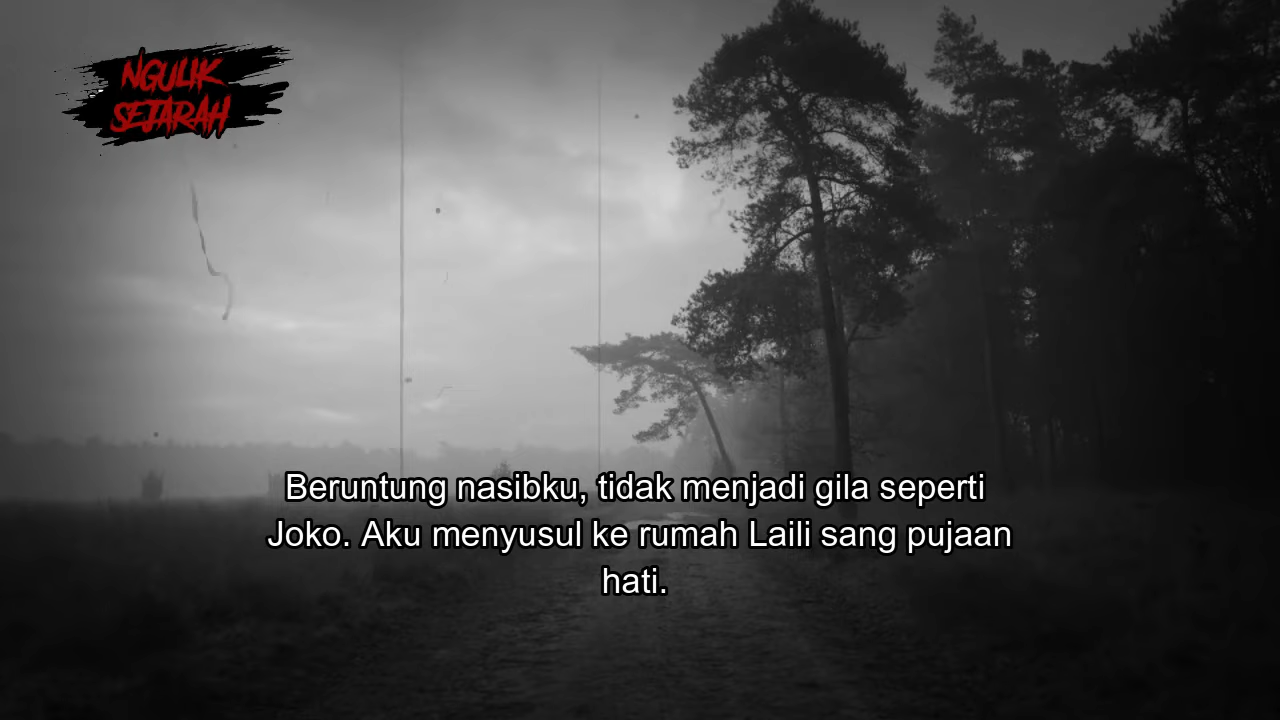 NGULIK
SEJARAH
Beruntung nasibku, tidak menjadi gila seperti
Joko. Aku menyusul ke rumah Laili sang pujaan
hati.